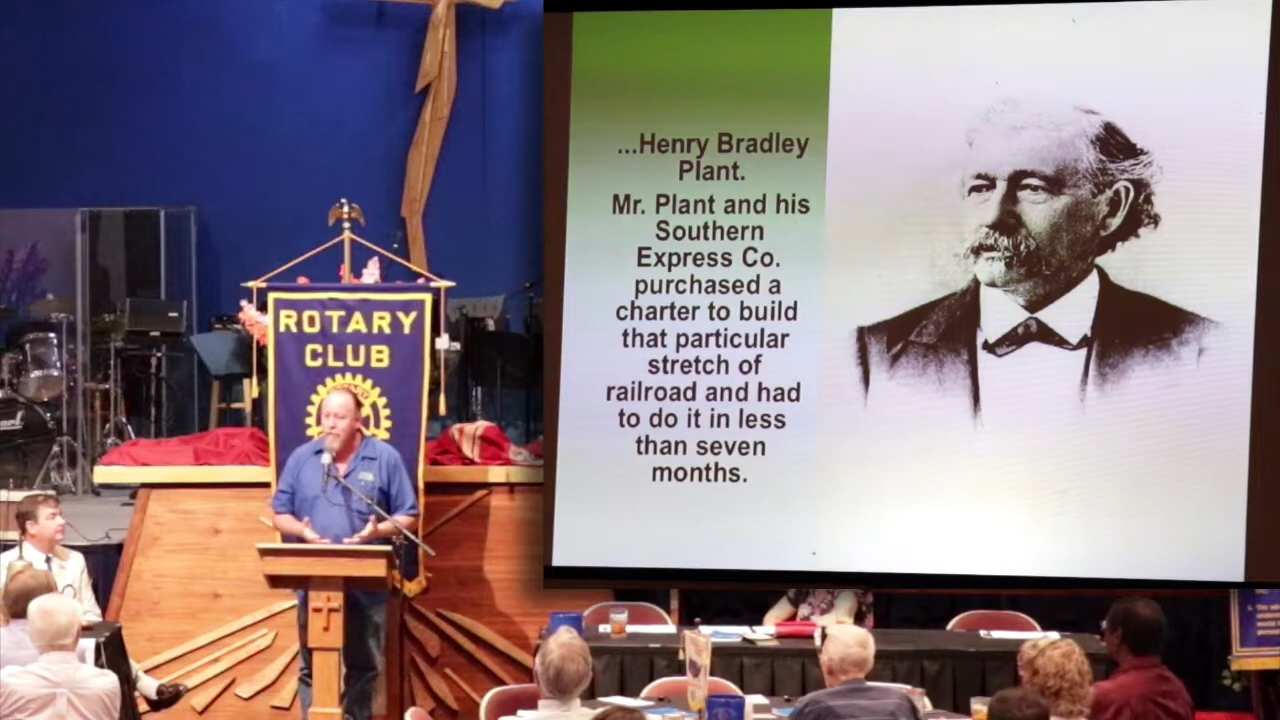 ROTARY
CLUB
...Henry Bradley
Plant.
Mr. Plant and his
Southern
Express Co.
purchased a
charter to build
that particular
stretch of
railroad and had
to do it in less
than seven
months.